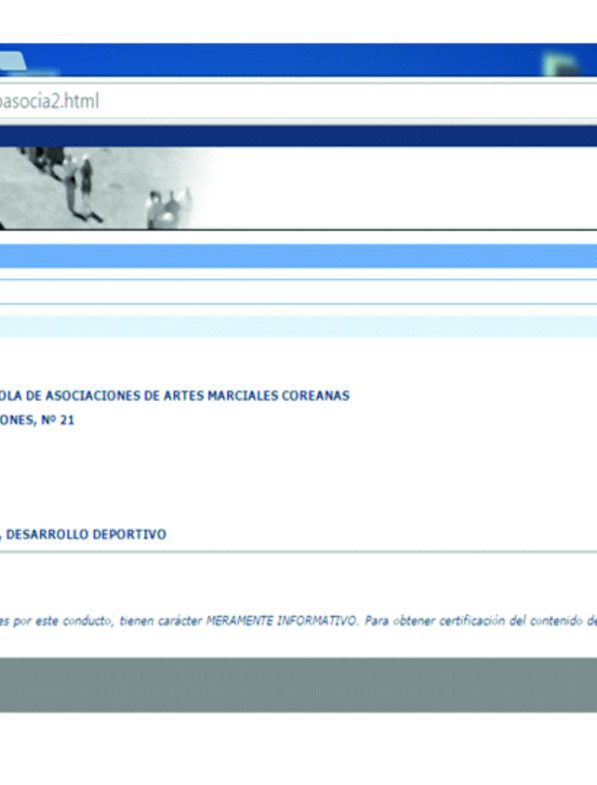 oasocia2.html
OLA DE ASOCIACIONES DE ARTES MARCIALES COREANAS
ONES, Nº 21
, DESARROLLO DEPORTIVO
es por este conducto, tienen carácter MERAMENTE INFORMATIVO. Para obtener certificación del contenido de